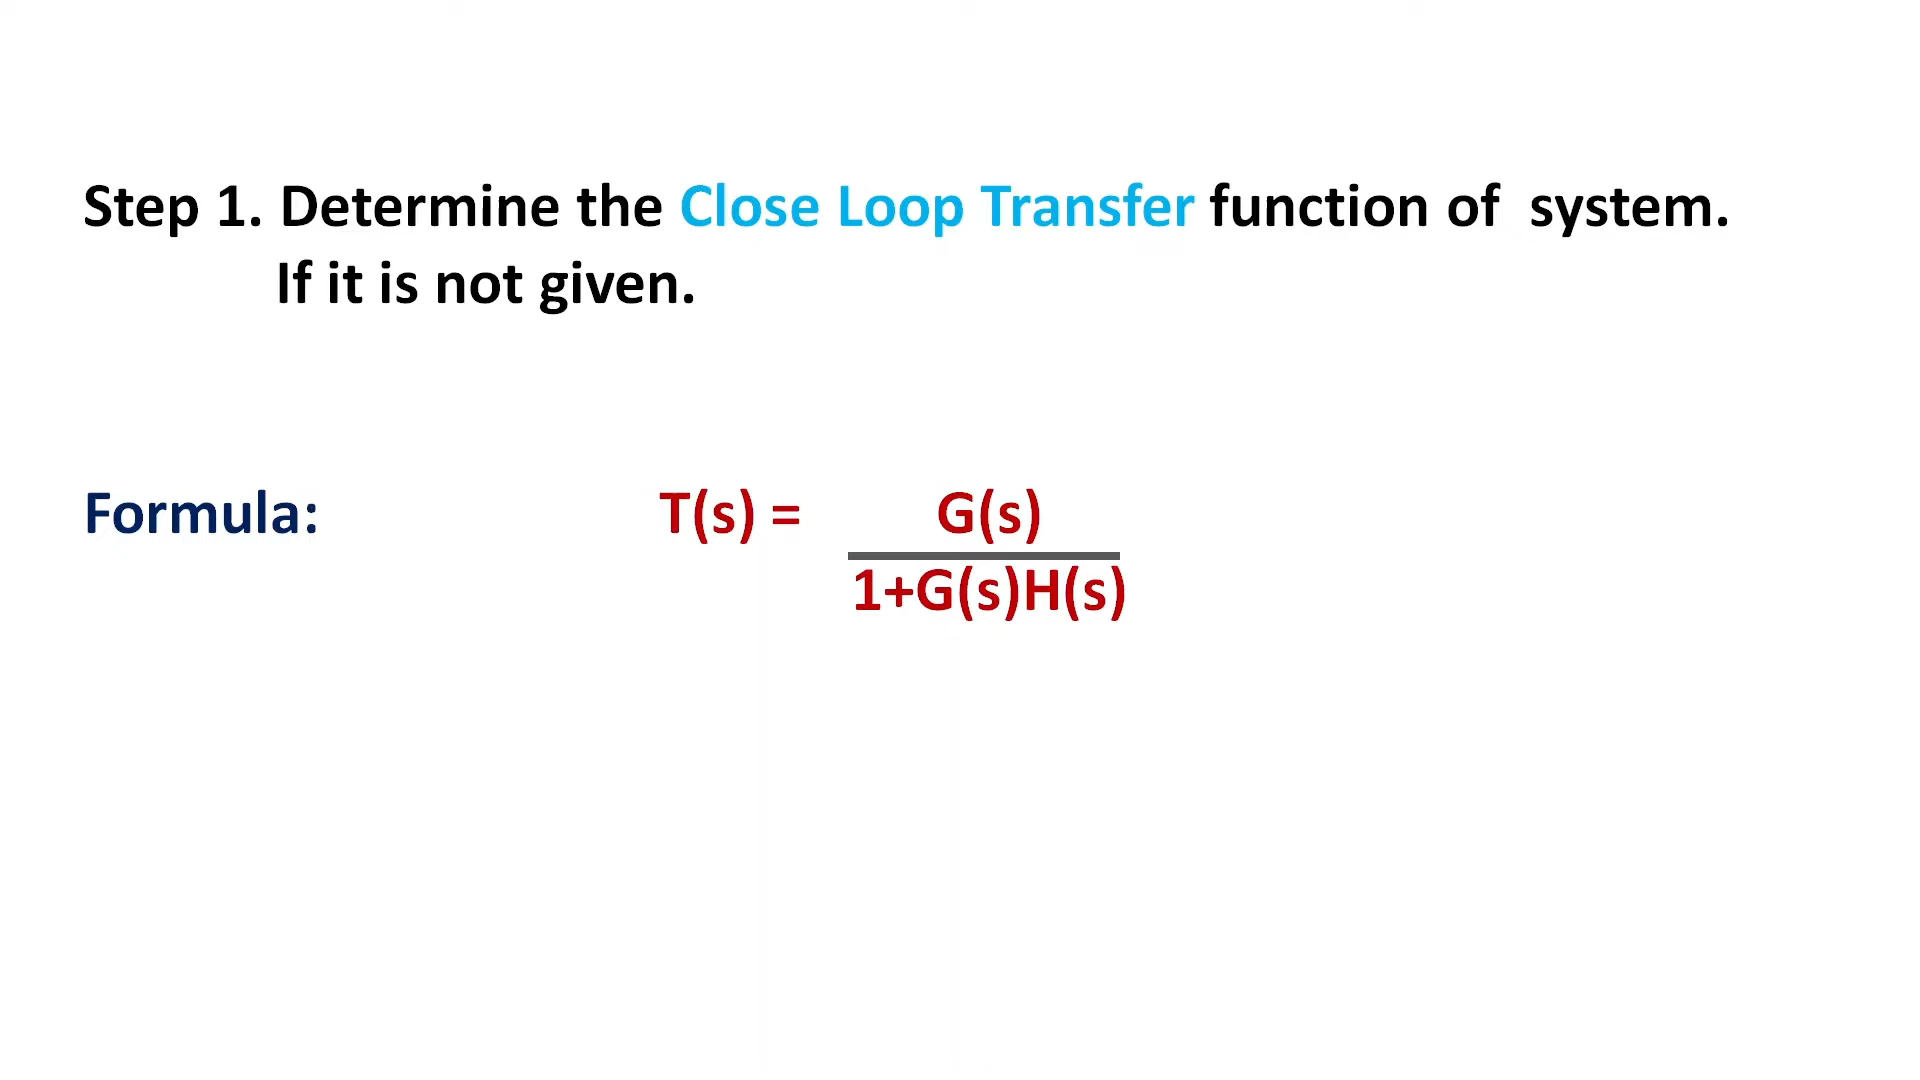 Step 1. Determine the Close Loop Transfer function of system.
If it is not given.
Formula: T(s) = G(s)
1+G(s)H(s)